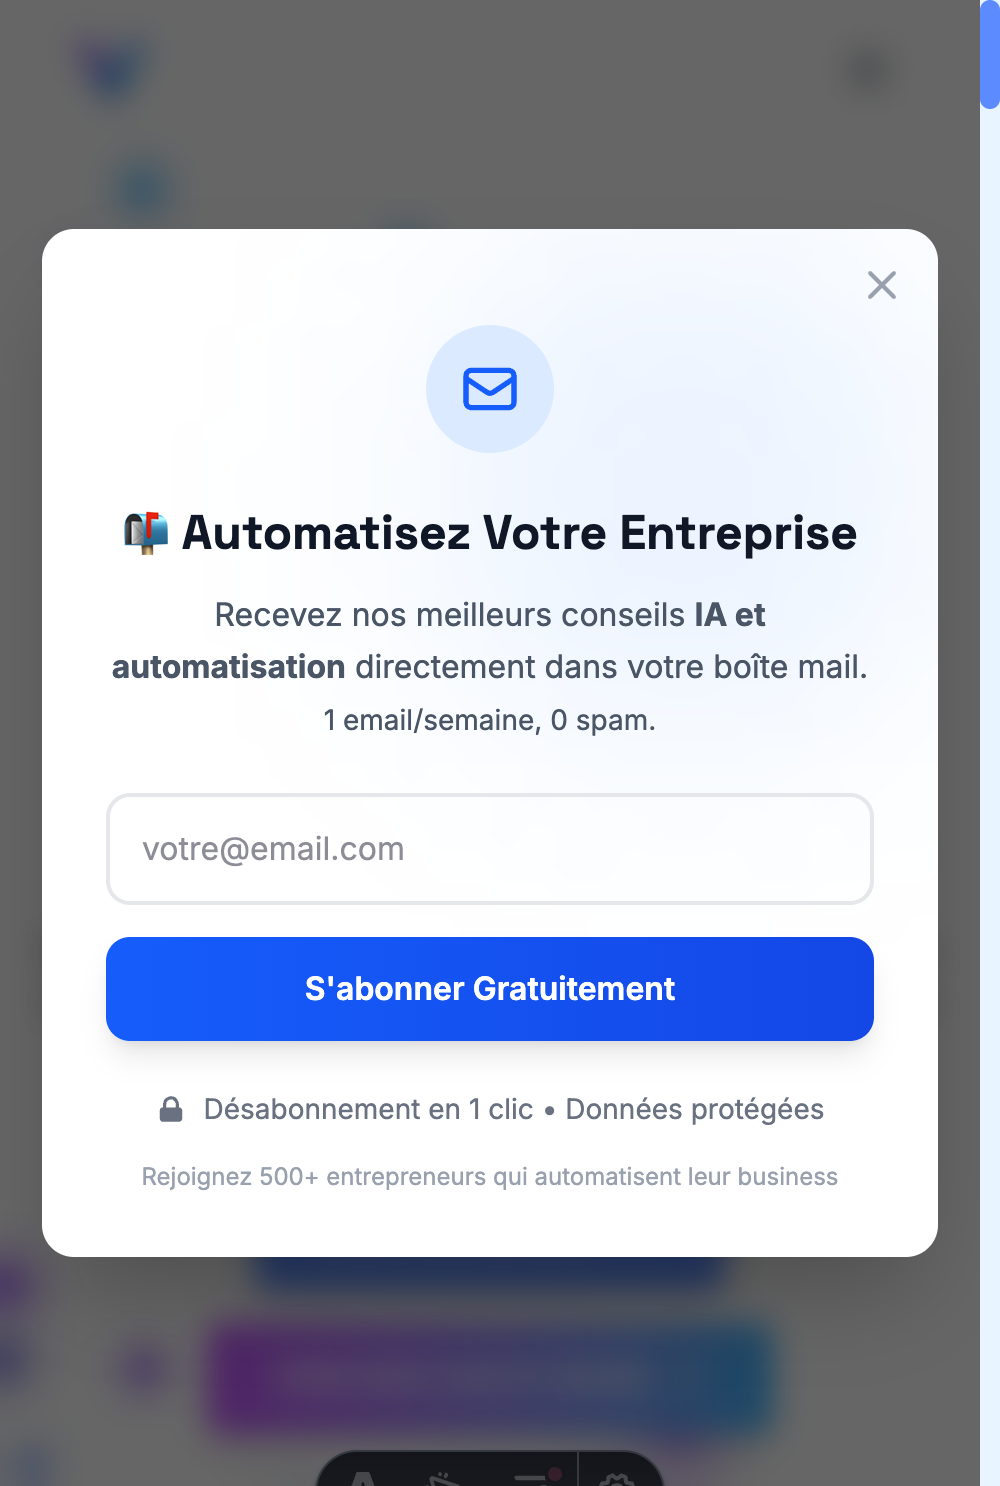 Automatisez Votre Entreprise
Recevez nos meilleurs conseils IA et
automatisation directement dans votre boîte mail.
1 email/semaine, 0 spam.
votre@email.com
S'abonner Gratuitement
Désabonnement en 1 clic • Données protégées
Rejoignez 500+ entrepreneurs qui automatisent leur business